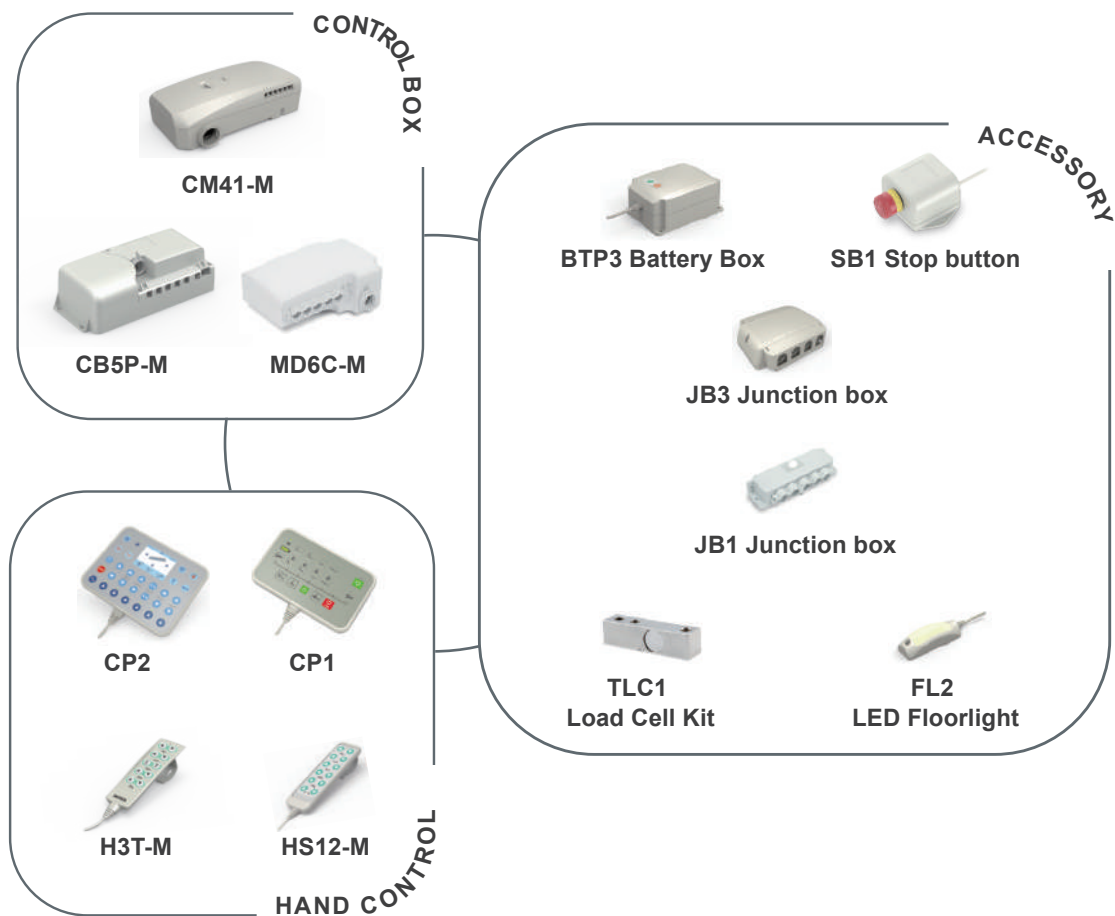 CONTROL BOX
CM41-M
CB5P-M
MD6C-M
ACCESSORY
BTP3 Battery Box
SB1 Stop button
JB3 Junction box
JB1 Junction box
TLC1
Load Cell Kit
FL2
LED Floorlight
CP2
CP1
H3T-M
HS12-M
HAND CONTROL